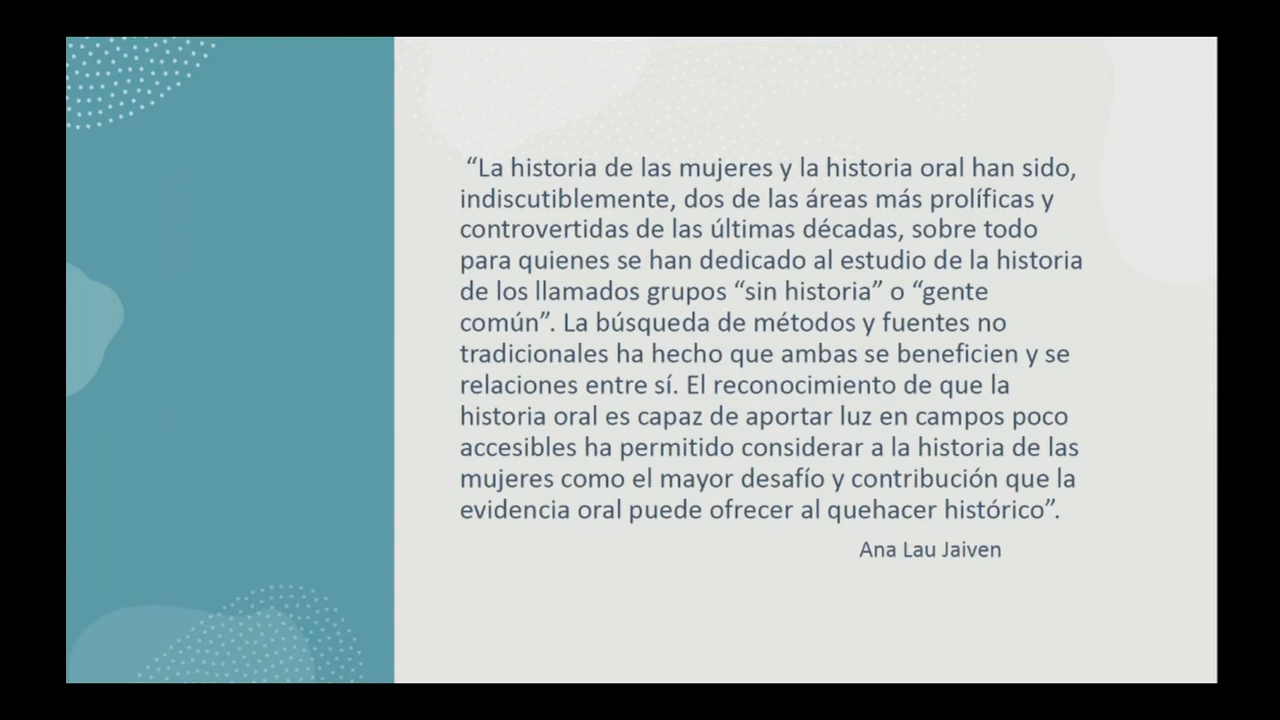 “La historia de las mujeres y la historia oral han sido,
indiscutiblemente, dos de las áreas más prolíficas y
controvertidas de las últimas décadas, sobre todo
para quienes se han dedicado al estudio de la historia
de los llamados grupos “sin historia” o “gente
común”. La búsqueda de métodos y fuentes no
tradicionales ha hecho que ambas se beneficien y se
relaciones entre sí. El reconocimiento de que la
historia oral es capaz de aportar luz en campos poco
accesibles ha permitido considerar a la historia de las
mujeres como el mayor desafío y contribución que la
evidencia oral puede ofrecer al quehacer histórico”.
Ana Lau Jaiven